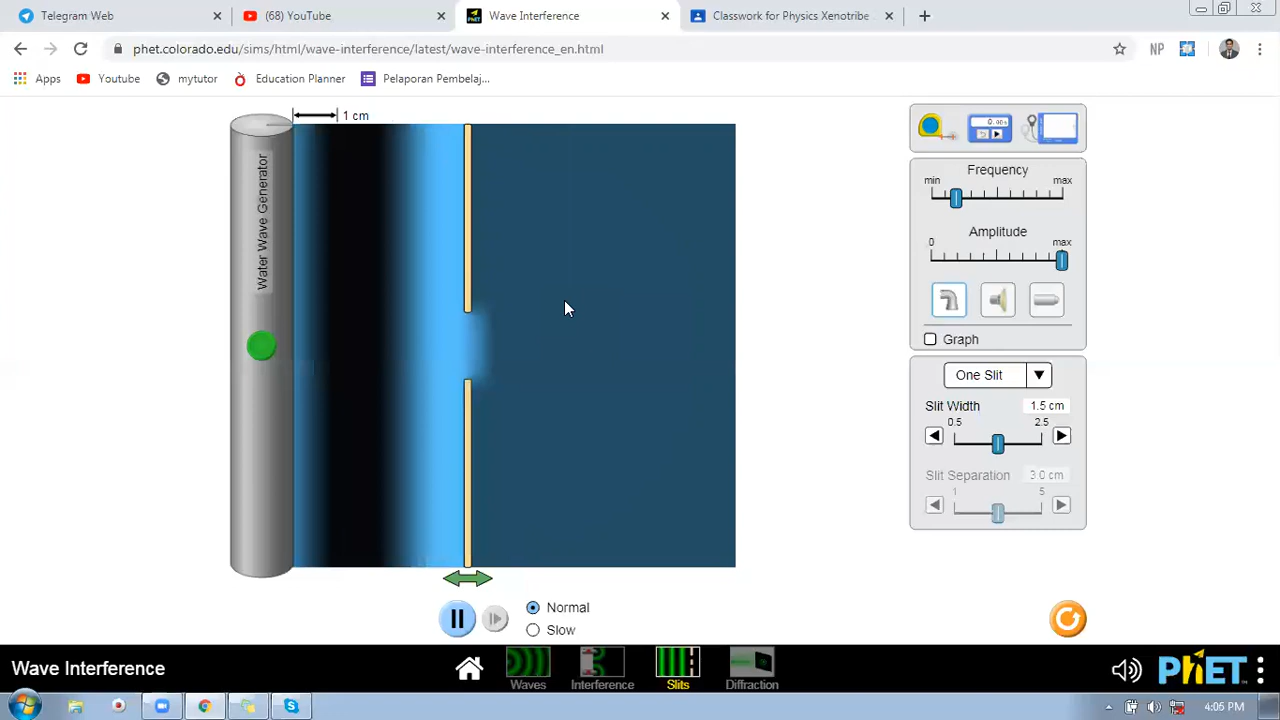 Telegram Web
(68) YouTube
Wave Interference
Classwork for Physics Xenotribe
phet.colorado.edu/sims/html/wave-interference/latest/wave-interference_en.html
NP
Apps
Youtube
mytutor
Education Planner
Pelaporan Pembelaj...
1 cm
Water Wave Generator
Frequency
min
max
Amplitude
0
max
Graph
One Slit
Slit Width
1.5 cm
0.5
2.5
Slit Separation
3.0 cm
1
5
Normal
Slow
Wave Interference
Waves
Interference
Slits
Diffraction
PhET
4:05 PM